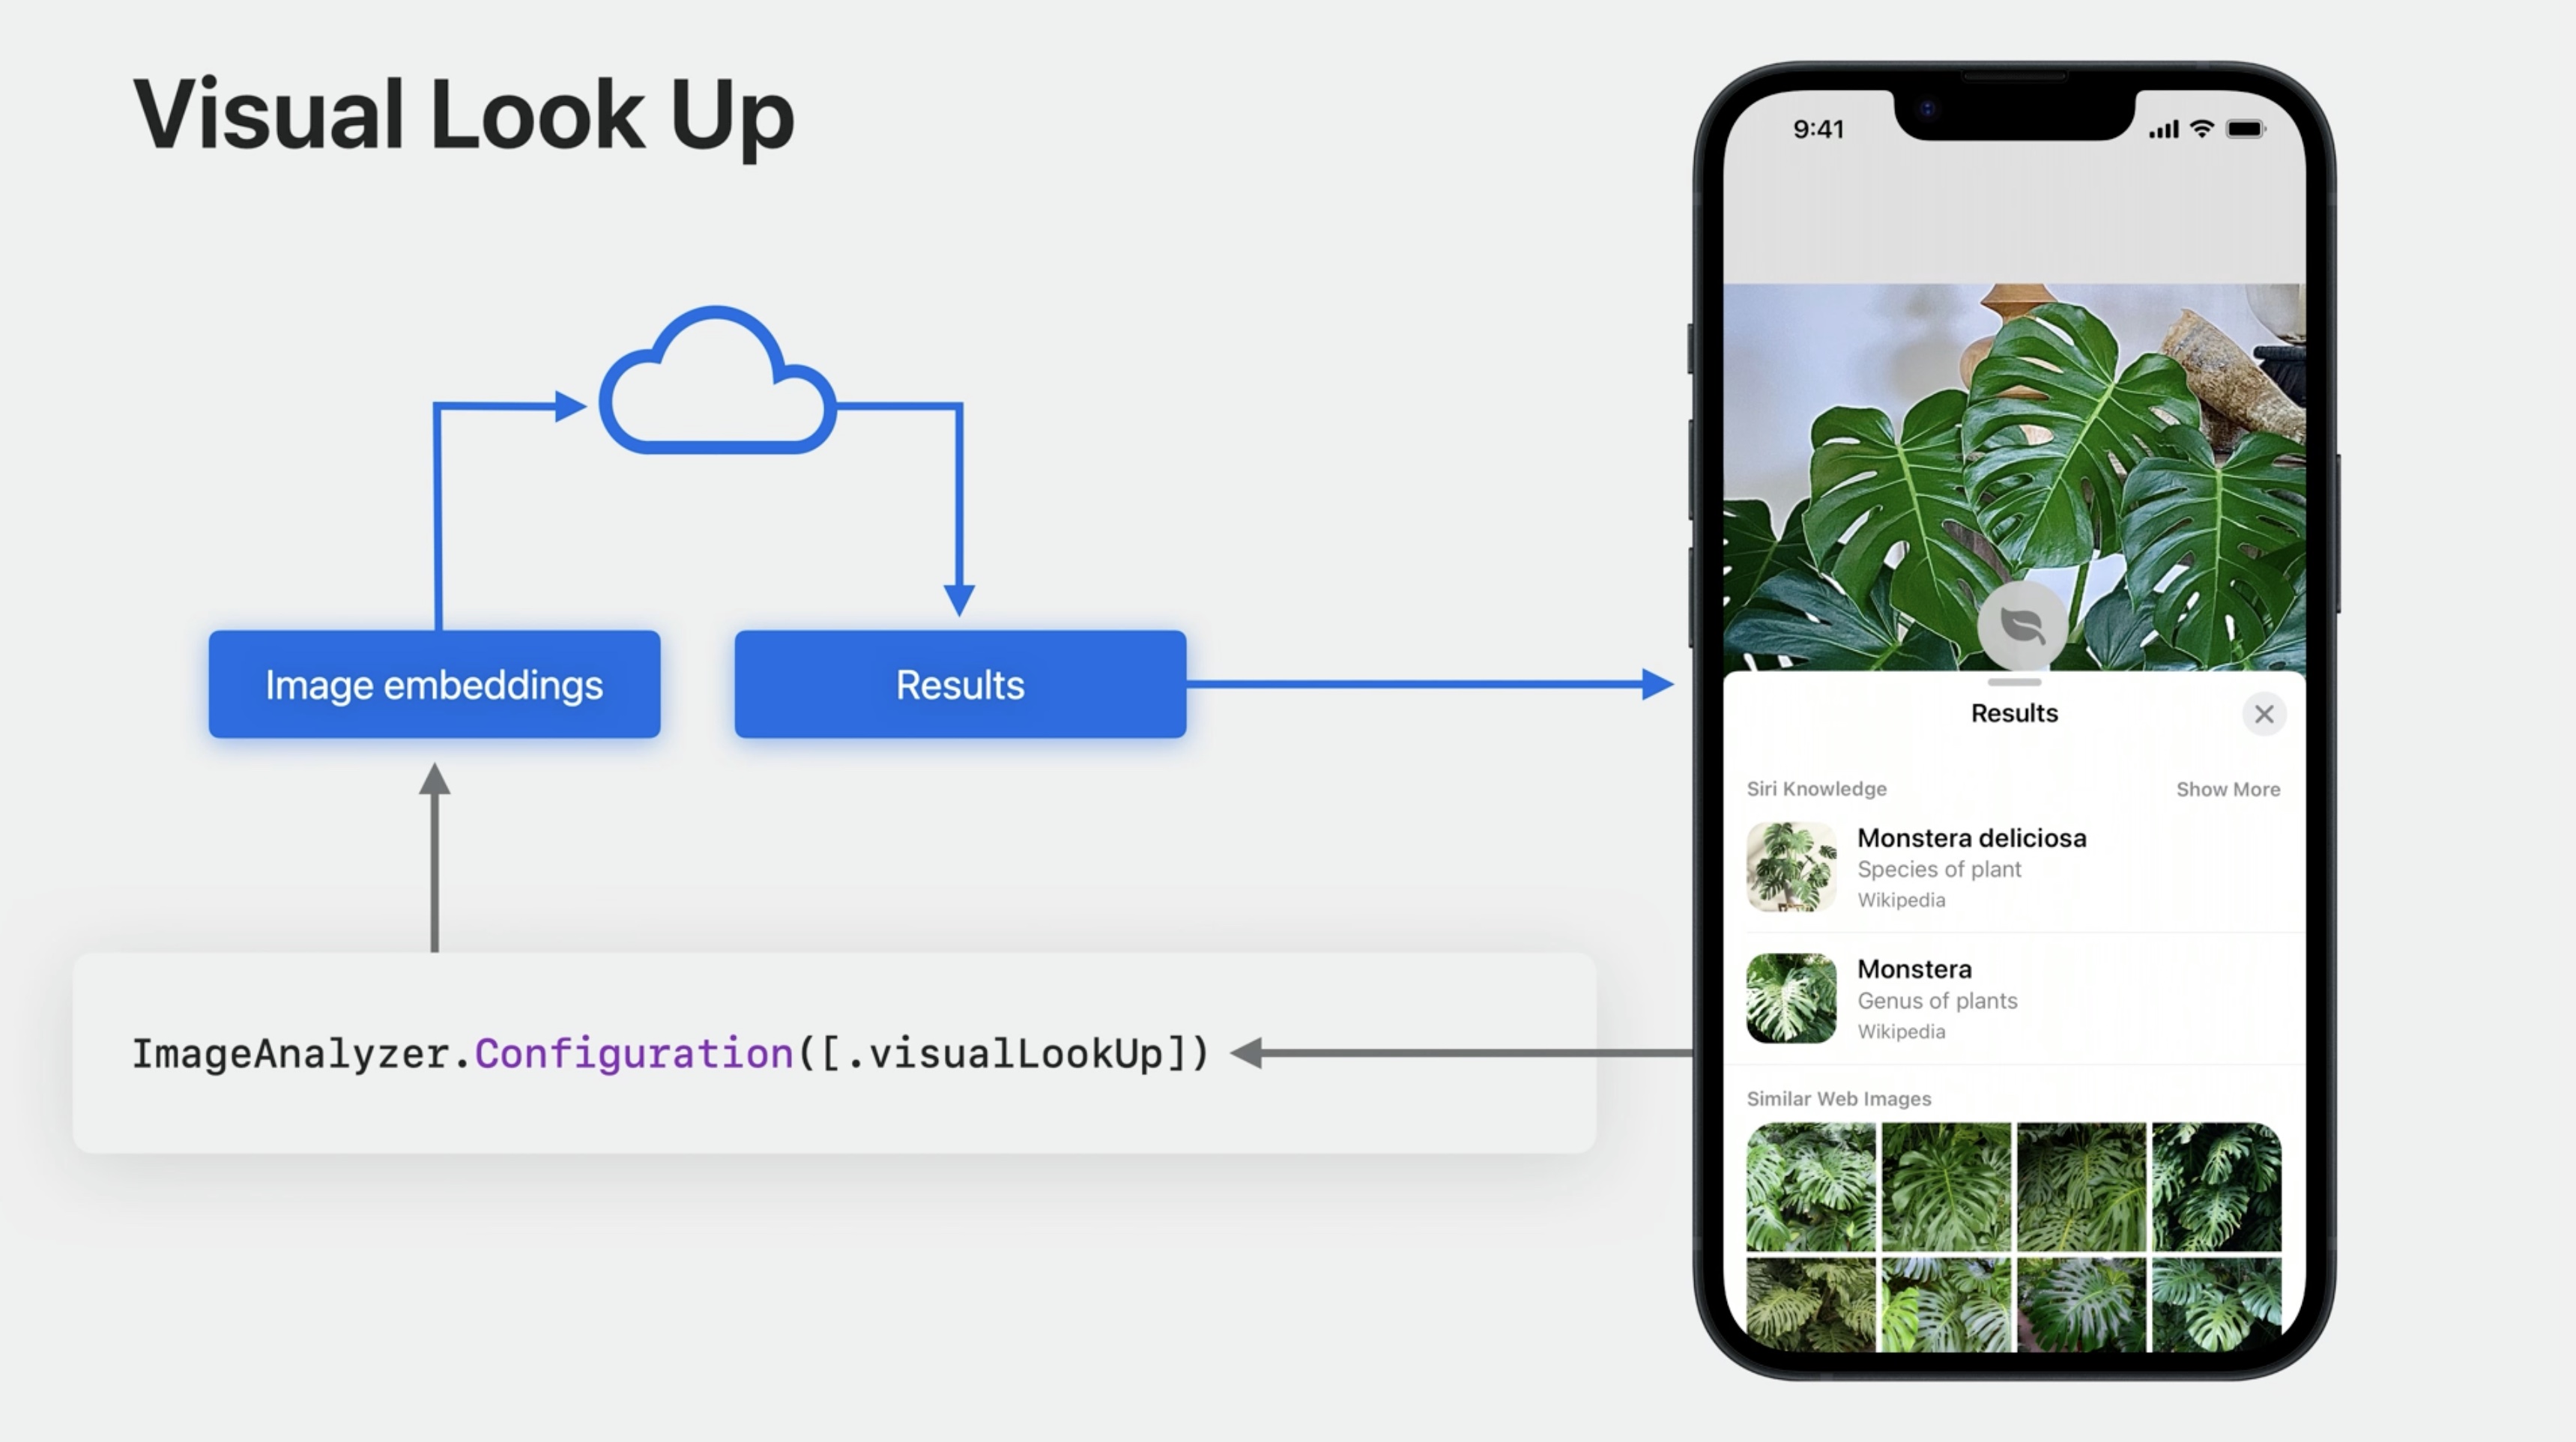 Visual Look Up
Image embeddings
Results
ImageAnalyzer.Configuration([.visualLookUp])
9:41
Results
Siri Knowledge
Show More
Monstera deliciosa
Species of plant
Wikipedia
Monstera
Genus of plants
Wikipedia
Similar Web Images